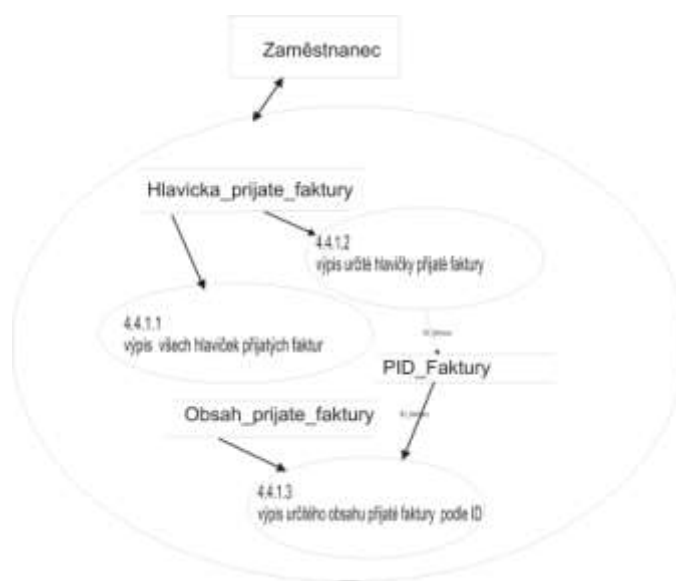 Zaměstnanec
Hlavicka_prijate_faktury
4.4.1.2
výpis určité hlavičky přijaté faktury
4.4.1.1
výpis všech hlaviček přijatých faktur
PID_Faktury
Obsah_prijate_faktury
4.4.1.3
výpis určitého obsahu přijaté faktury podle ID